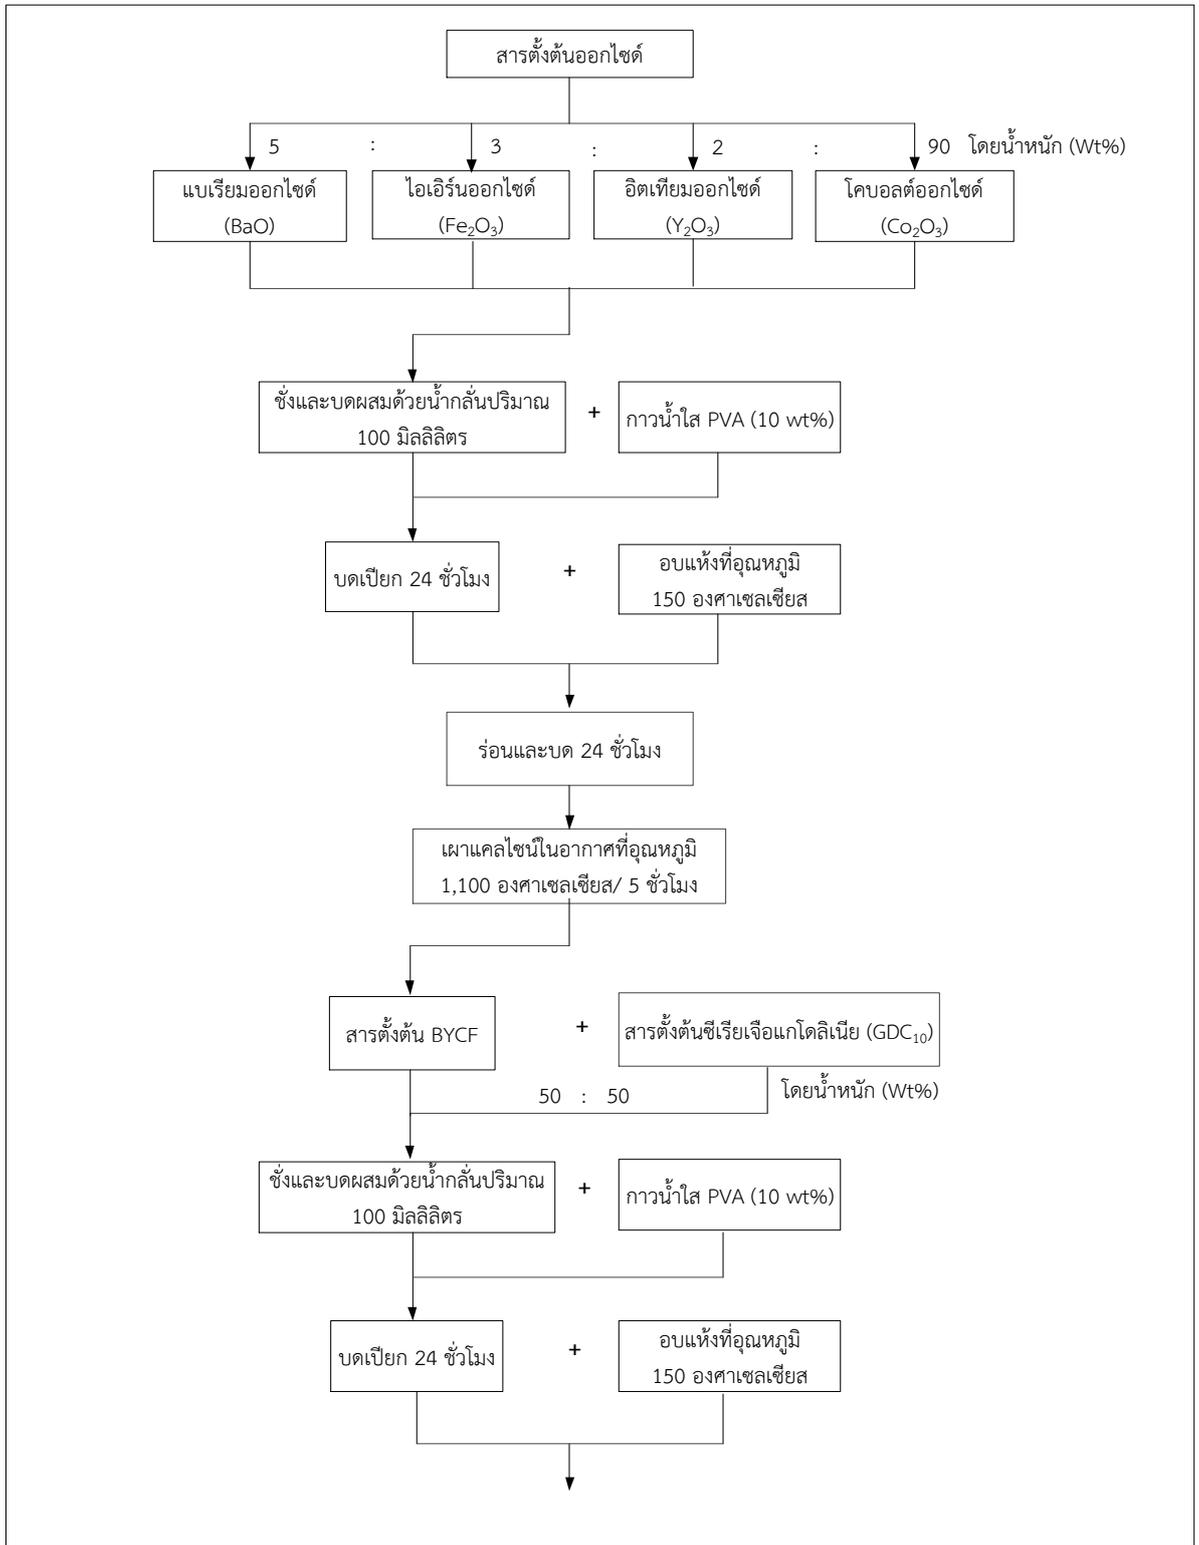 สารตั้งต้นออกไซด์
5 : 3 : 2 : 90 โดยน้ำหนัก (Wt%)
แบเรียมออกไซด์
(BaO)
ไอเอิร์นออกไซด์
(Fe₂O₃)
อิตเทียมออกไซด์
(Y₂O₃)
โคบอลต์ออกไซด์
(Co₂O₃)
ชั่งและบดผสมด้วยน้ำกลั่นปริมาณ
100 มิลลิลิตร
+
กาวน้ำใส PVA (10 wt%)
บดเปียก 24 ชั่วโมง
+
อบแห้งที่อุณหภูมิ
150 องศาเซลเซียส
ร่อนและบด 24 ชั่วโมง
เผาแคลไซน์ในอากาศที่อุณหภูมิ
1,100 องศาเซลเซียส/ 5 ชั่วโมง
สารตั้งต้น BYCF
+
สารตั้งต้นซีเรียเจือแกโดลิเนีย (GDC₁₀)
50 : 50 โดยน้ำหนัก (Wt%)
ชั่งและบดผสมด้วยน้ำกลั่นปริมาณ
100 มิลลิลิตร
+
กาวน้ำใส PVA (10 wt%)
บดเปียก 24 ชั่วโมง
+
อบแห้งที่อุณหภูมิ
150 องศาเซลเซียส